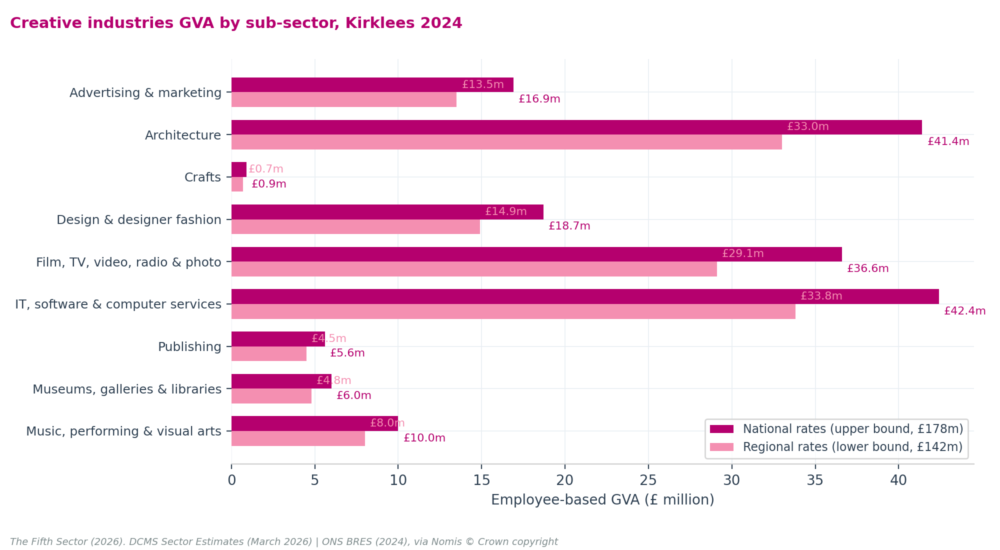 Creative industries GVA by sub-sector, Kirklees 2024
Advertising & marketing
£13.5m
£16.9m
Architecture
£33.0m
£41.4m
Crafts
£0.7m
£0.9m
Design & designer fashion
£14.9m
£18.7m
Film, TV, video, radio & photo
£29.1m
£36.6m
IT, software & computer services
£33.8m
£42.4m
Publishing
£4.5m
£5.6m
Museums, galleries & libraries
£4.8m
£6.0m
Music, performing & visual arts
£8.0m
£10.0m
National rates (upper bound, £178m)
Regional rates (lower bound, £142m)
0 5 10 15 20 25 30 35 40
Employee-based GVA (£ million)
The Fifth Sector (2026). DCMS Sector Estimates (March 2026) | ONS BRES (2024), via Nomis © Crown copyright